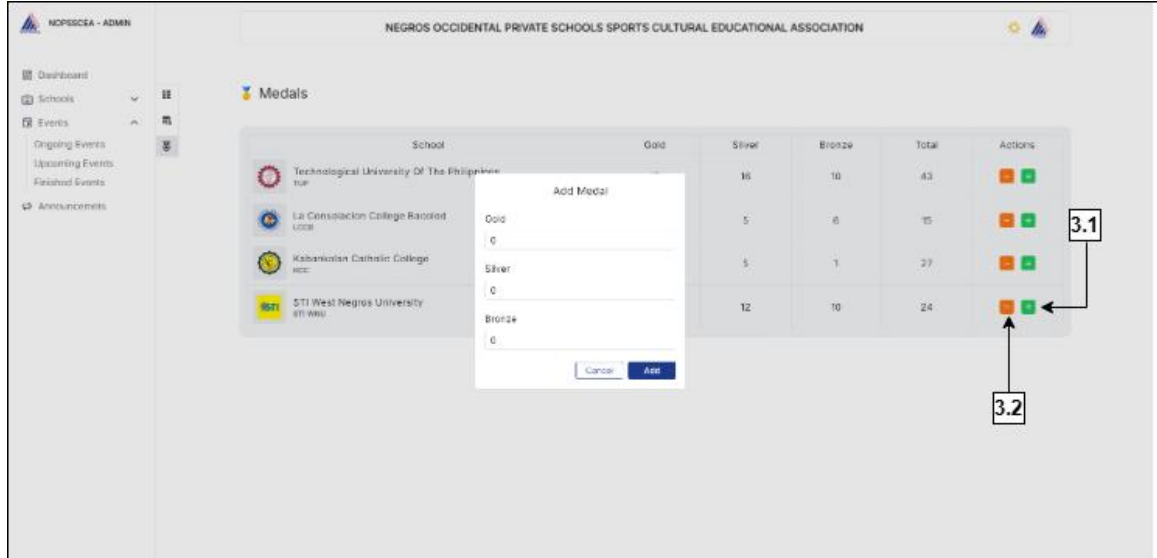 NOPSSCEA - ADMIN
NEGROS OCCIDENTAL PRIVATE SCHOOLS SPORTS CULTURAL EDUCATIONAL ASSOCIATION
Dashboard
Schools
Events
Ongoing Events
Upcoming Events
Finished Events
Announcemets
Medals
School Gold Silver Bronze Total Actions
Technological University Of The Philippines 16 10 43
TUP
La Consolacion College Bacolod 5 6 15
LCCB
Kabankalan Catholic College 5 1 27
KCC
STI West Negros University 12 10 24
STI WNU
Add Medal
Gold
0
Silver
0
Bronze
0
Cancel Add
3.1
3.2